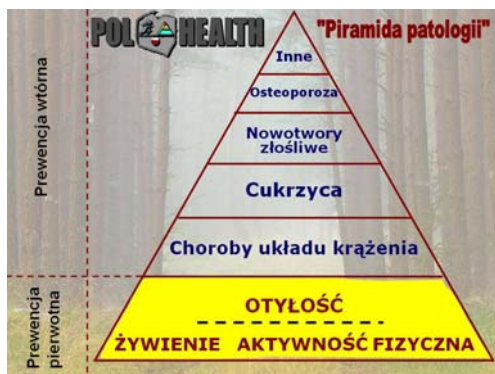 POL HEALTH
"Piramida patologii"
Inne
Osteoporoza
Nowotwory
złośliwe
Cukrzyca
Choroby układu krążenia
OTYŁOŚĆ
ŻYWIENIE AKTYWNOŚĆ FIZYCZNA
Prewencja wtórna
Prewencja
pierwotna